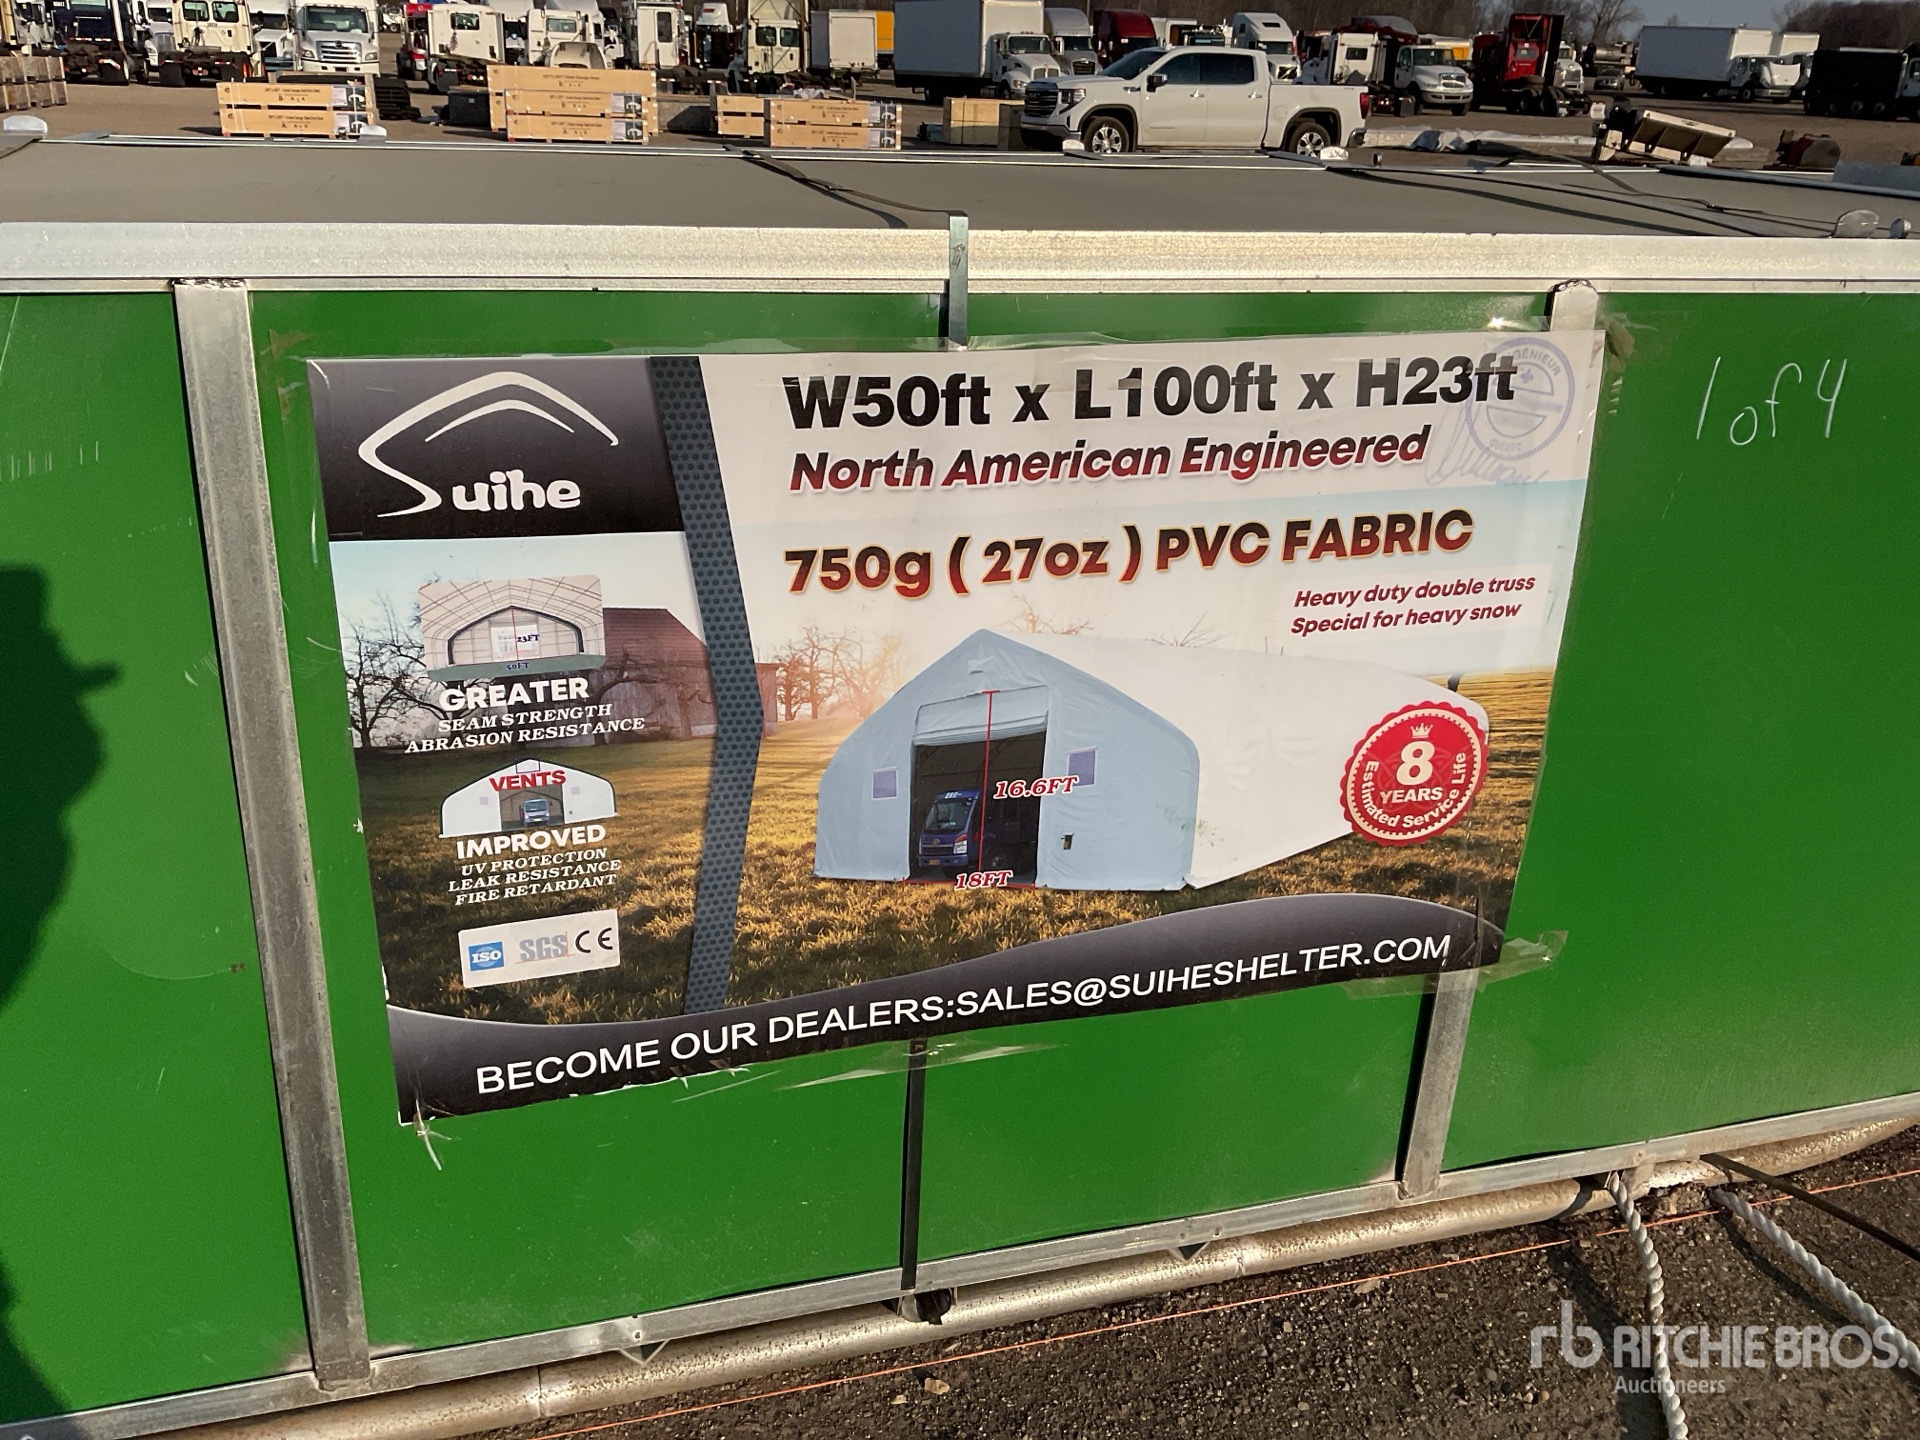 Suihe
W50ft x L100ft x H23ft
North American Engineered
750g ( 27oz ) PVC FABRIC
Heavy duty double truss
Special for heavy snow
1 of 4
23FT
50FT
GREATER
SEAM STRENGTH
ABRASION RESISTANCE
VENTS
IMPROVED
UV PROTECTION
LEAK RESISTANCE
FIRE RETARDANT
ISO SGS CE
16.6FT
18FT
8
YEARS
Estimated Service Life
BECOME OUR DEALERS:SALES@SUIHESHELTER.COM
rb RITCHIE BROS.
Auctioneers